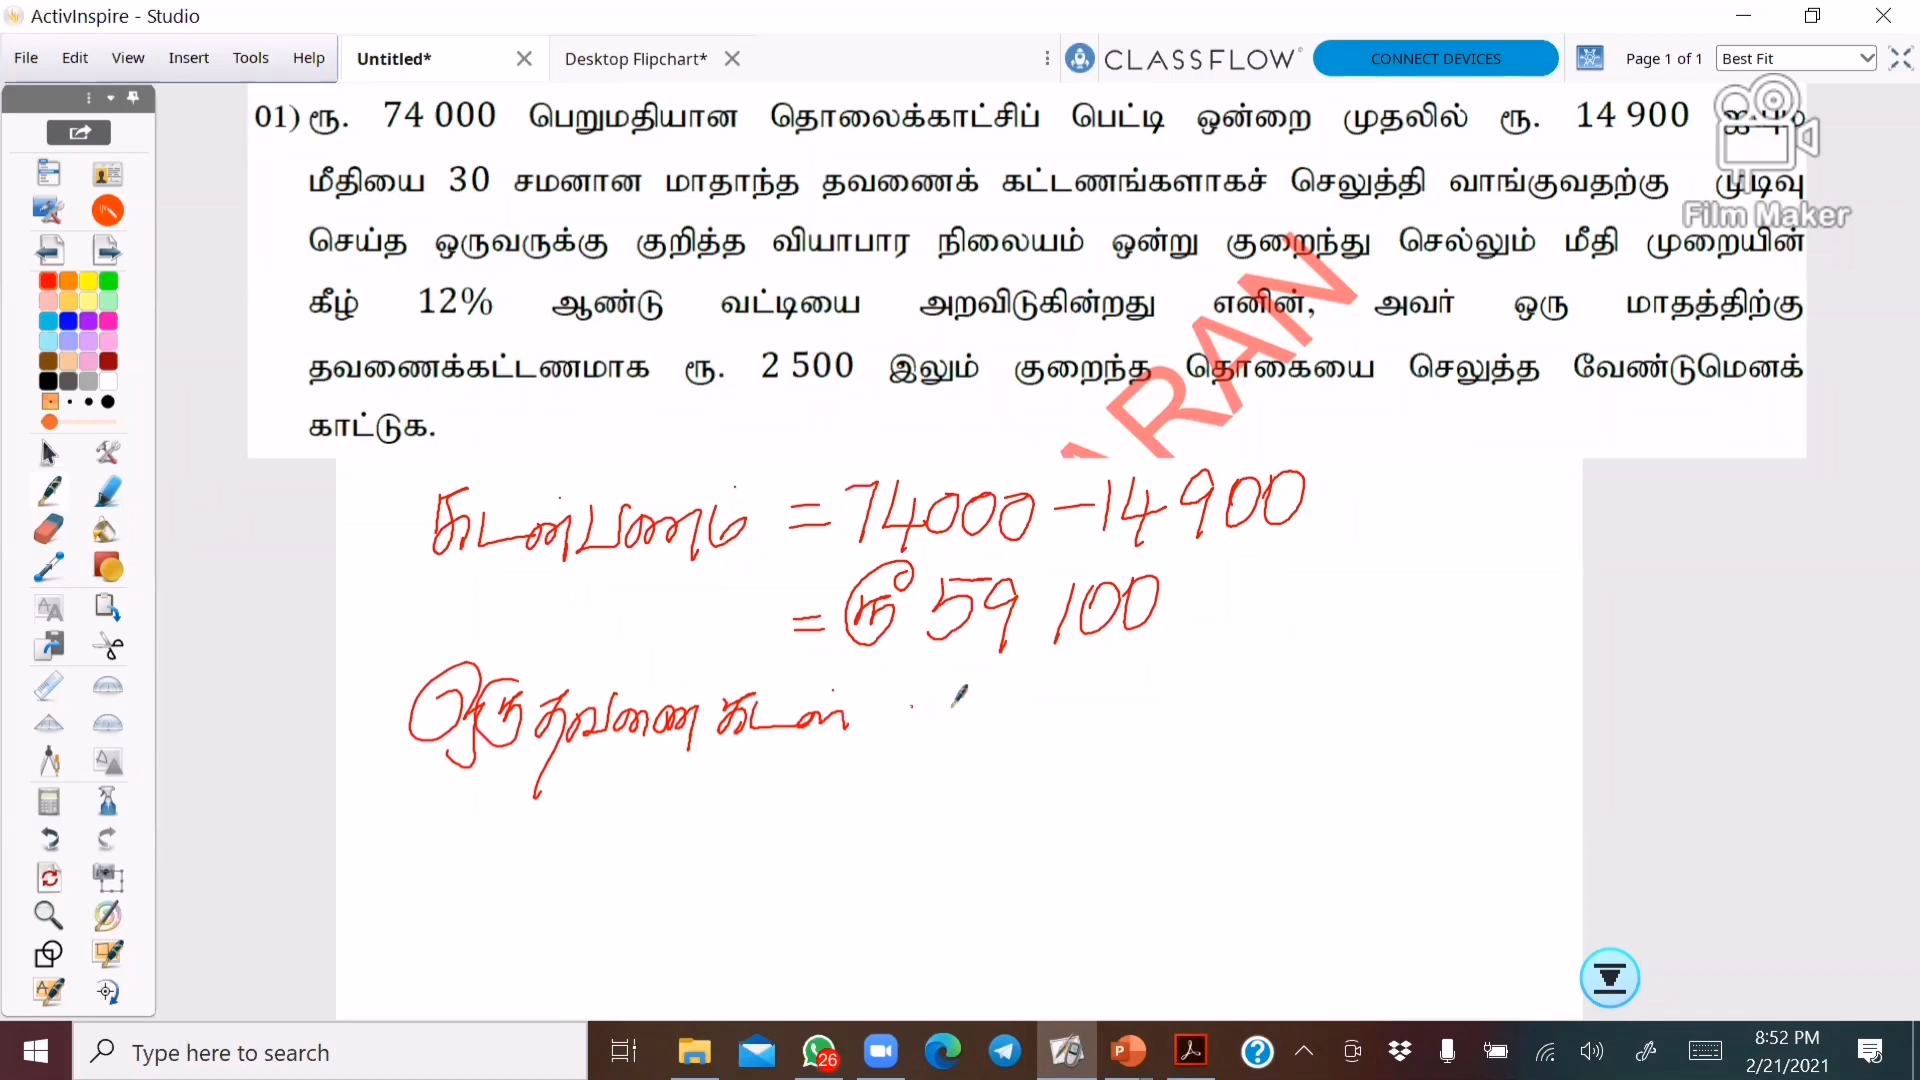 ActivInspire - Studio
File Edit View Insert Tools Help Untitled* Desktop Flipchart* CLASSFLOW CONNECT DEVICES Page 1 of 1 Best Fit
01) ரூ. 74 000 பெறுமதியான தொலைக்காட்சிப் பெட்டி ஒன்றை முதலில் ரூ. 14 900
மீதியை 30 சமனான மாதாந்த தவணைக் கட்டணங்களாகச் செலுத்தி வாங்குவதற்கு முடிவு
Film Maker
செய்த ஒருவருக்கு குறித்த வியாபார நிலையம் ஒன்று குறைந்து செல்லும் மீதி முறையின்
கீழ் 12% ஆண்டு வட்டியை அறவிடுகின்றது எனின், அவர் ஒரு மாதத்திற்கு
தவணைக்கட்டணமாக ரூ. 2 500 இலும் குறைந்த தொகையை செலுத்த வேண்டுமெனக்
காட்டுக.
ARAN
கடன்பணம் = 74000 - 14900
= ரூ 59 100
ஒரு தவணை கடன்
Type here to search
26
8:52 PM
2/21/2021